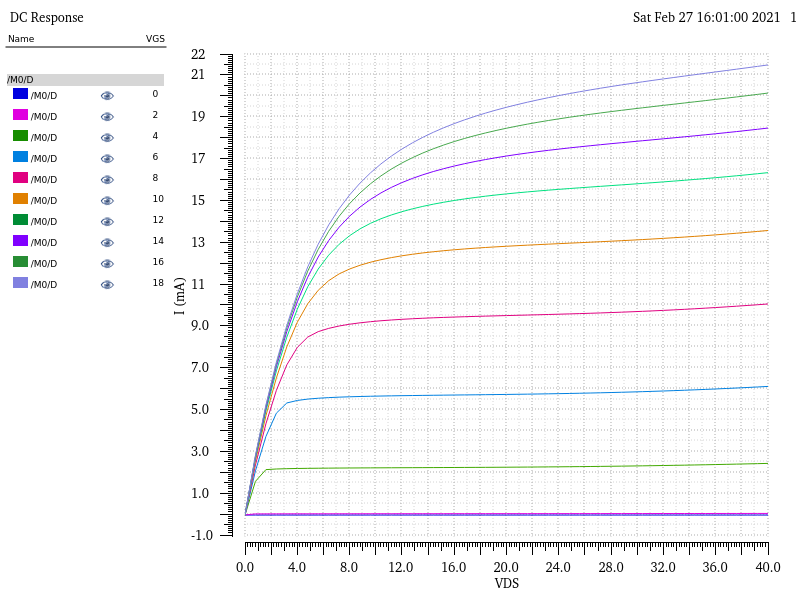 DC Response
Sat Feb 27 16:01:00 2021 1
Name VGS
/M0/D
/M0/D 0
/M0/D 2
/M0/D 4
/M0/D 6
/M0/D 8
/M0/D 10
/M0/D 12
/M0/D 14
/M0/D 16
/M0/D 18
I (mA)
22
21
19
17
15
13
11
9.0
7.0
5.0
3.0
1.0
-1.0
0.0 4.0 8.0 12.0 16.0 20.0 24.0 28.0 32.0 36.0 40.0
VDS